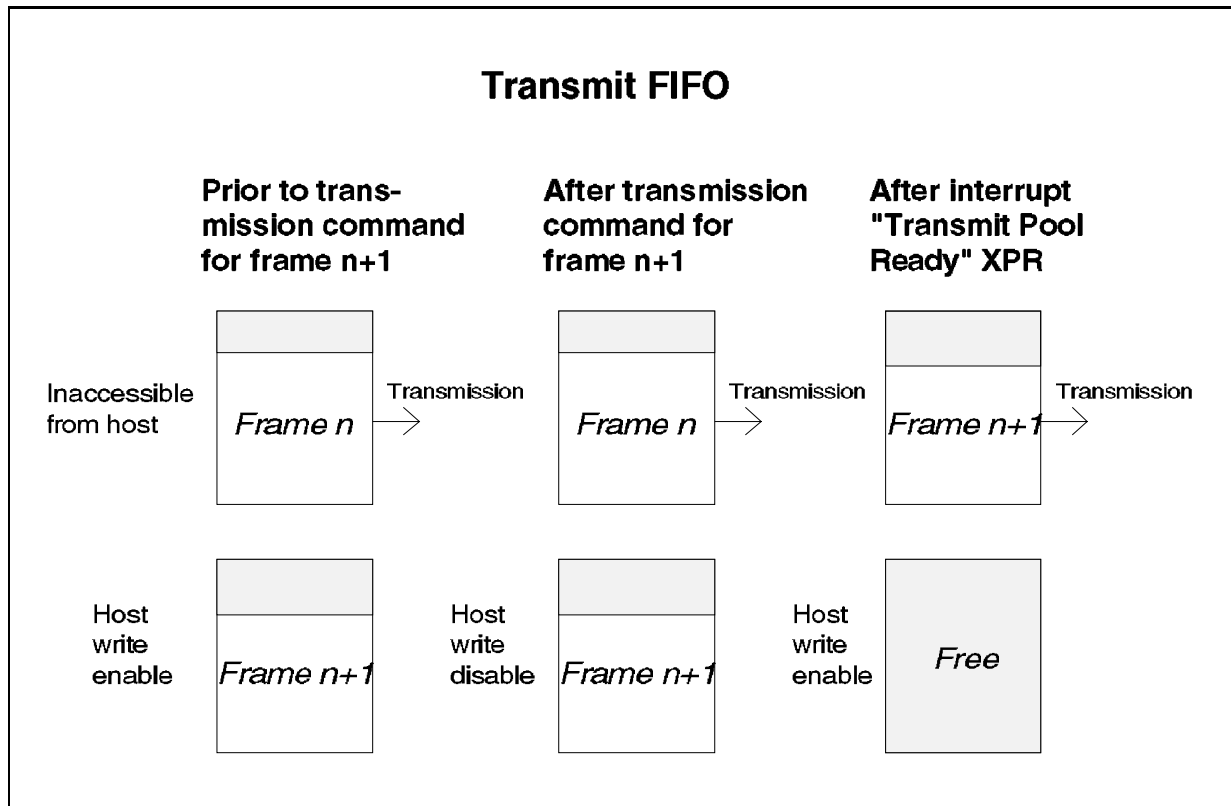 Transmit FIFO
Prior to trans-
mission command
for frame n+1
After transmission
command for
frame n+1
After interrupt
"Transmit Pool
Ready" XPR
Inaccessible
from host
Frame n
Transmission
Frame n
Transmission
Frame n+1
Transmission
Host
write
enable
Frame n+1
Host
write
disable
Frame n+1
Host
write
enable
Free